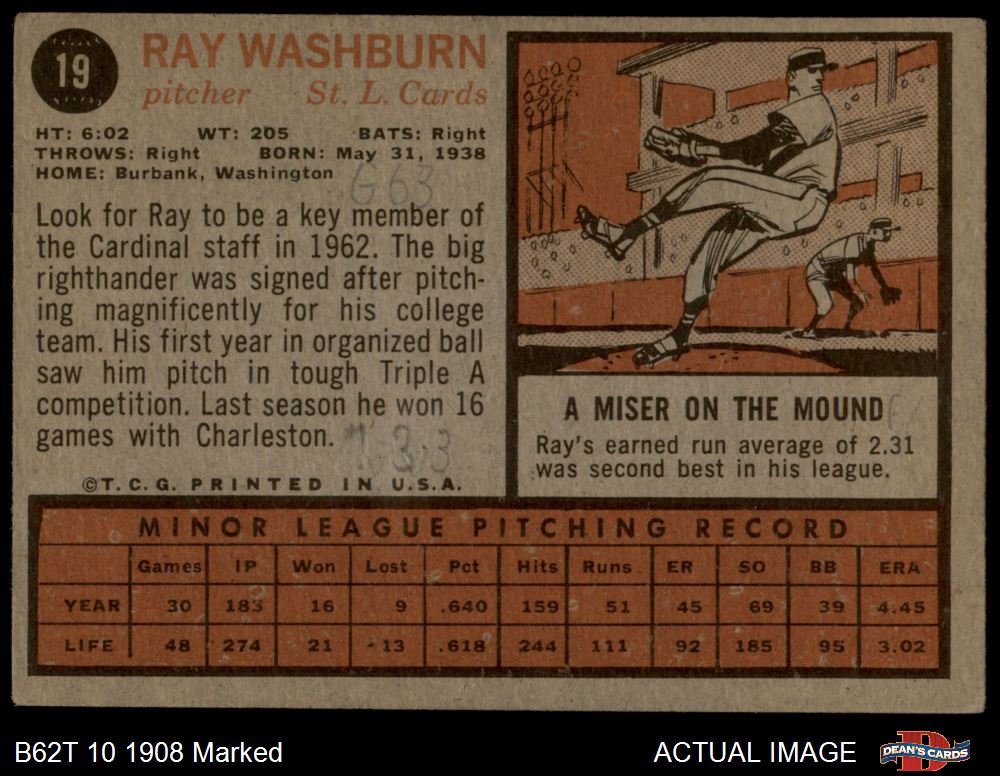 19
RAY WASHBURN
pitcher St. L. Cards
HT: 6:02 WT: 205 BATS: Right
THROWS: Right BORN: May 31, 1938
HOME: Burbank, Washington
G63
Look for Ray to be a key member of
the Cardinal staff in 1962. The big
righthander was signed after pitch-
ing magnificently for his college
team. His first year in organized ball
saw him pitch in tough Triple A
competition. Last season he won 16
games with Charleston.
©T.C.G. PRINTED IN U.S.A.
A MISER ON THE MOUND
Ray's earned run average of 2.31
was second best in his league.
MINOR LEAGUE PITCHING RECORD
Games IP Won Lost Pct Hits Runs ER SO BB ERA
YEAR 30 183 16 9 .640 159 51 45 69 39 4.45
LIFE 48 274 21 13 .618 244 111 92 185 95 3.02
B62T 10 1908 Marked
ACTUAL IMAGE
DEAN'S CARDS